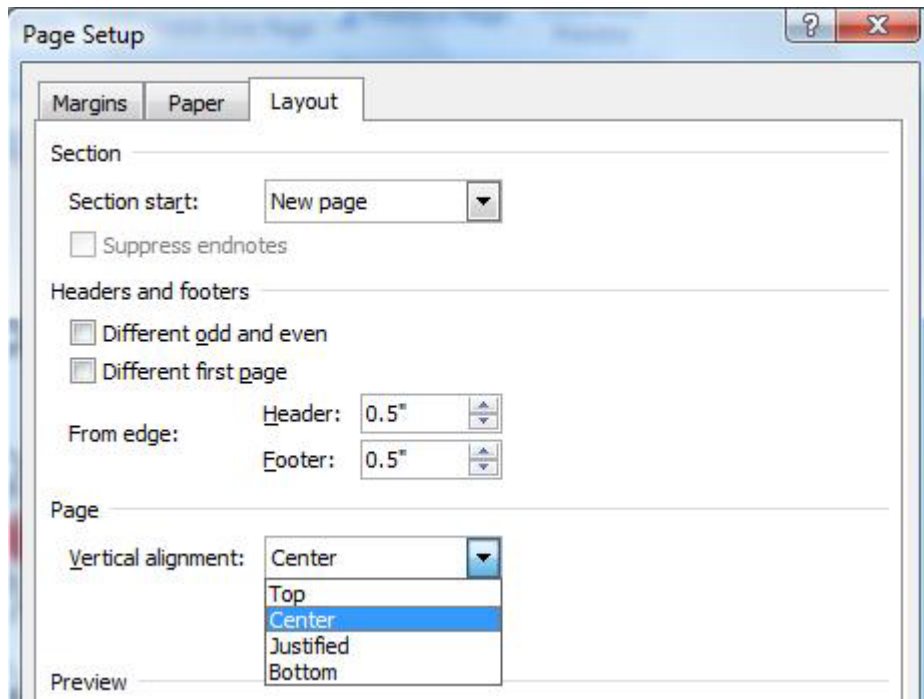 Page Setup
Margins Paper Layout
Section
Section start: New page
Suppress endnotes
Headers and footers
Different odd and even
Different first page
From edge:
Header: 0.5"
Footer: 0.5"
Page
Vertical alignment: Center
Top
Center
Justified
Bottom
Preview